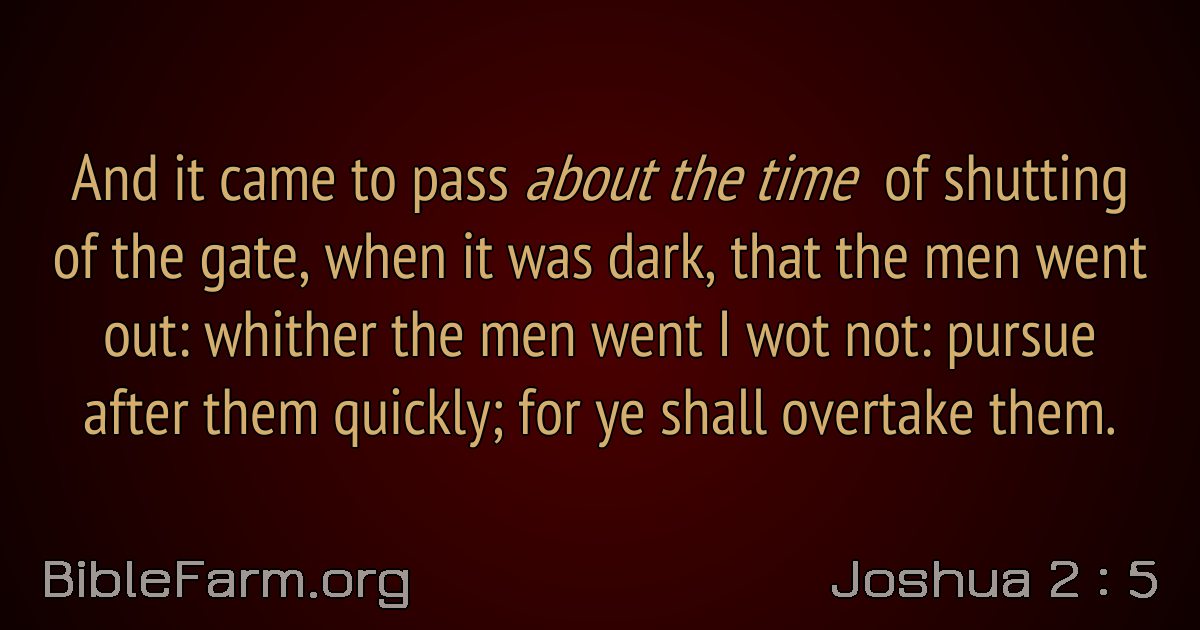 And it came to pass about the time of shutting
of the gate, when it was dark, that the men went
out: whither the men went I wot not: pursue
after them quickly; for ye shall overtake them.
BibleFarm.org
Joshua 2 : 5